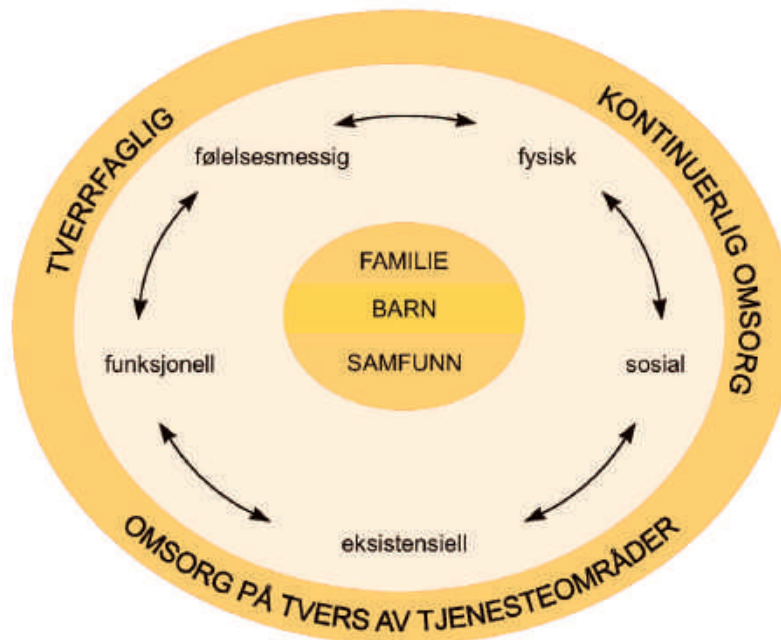 TVERRFAGLIG
KONTINUERLIG OMSORG
følelsesmessig
fysisk
FAMILIE
BARN
SAMFUNN
funksjonell
sosial
eksistensiell
OMSORG PÅ TVERS AV TJENESTEOMRÅDER